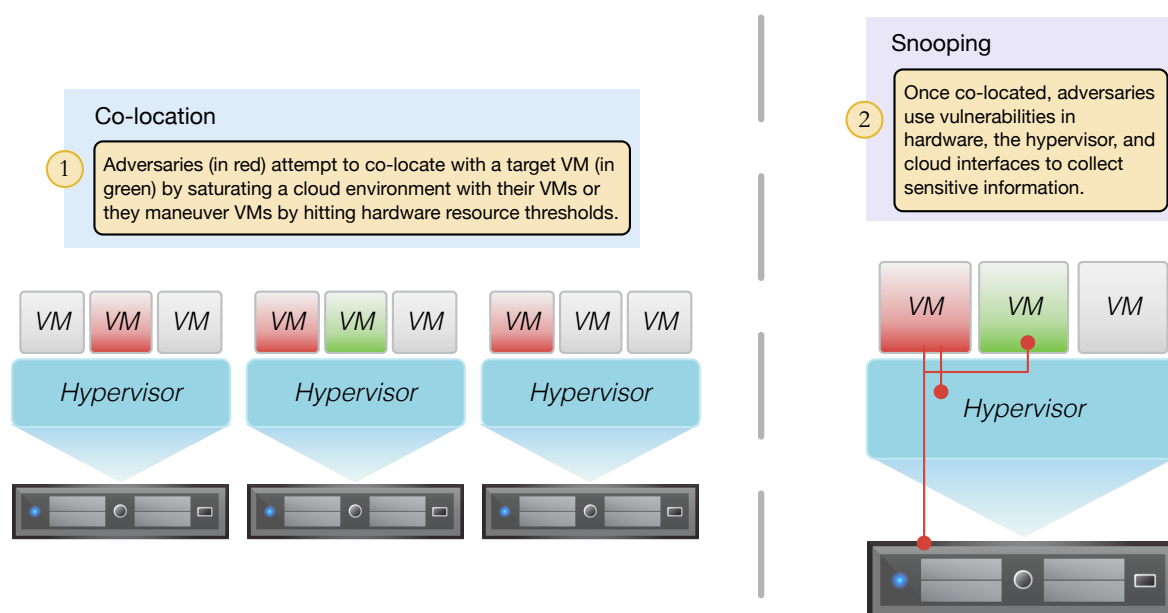 Co-location
1
Adversaries (in red) attempt to co-locate with a target VM (in
green) by saturating a cloud environment with their VMs or
they maneuver VMs by hitting hardware resource thresholds.
VM VM VM
Hypervisor
VM VM VM
Hypervisor
VM VM VM
Hypervisor
Snooping
2
Once co-located, adversaries
use vulnerabilities in
hardware, the hypervisor, and
cloud interfaces to collect
sensitive information.
VM VM VM
Hypervisor